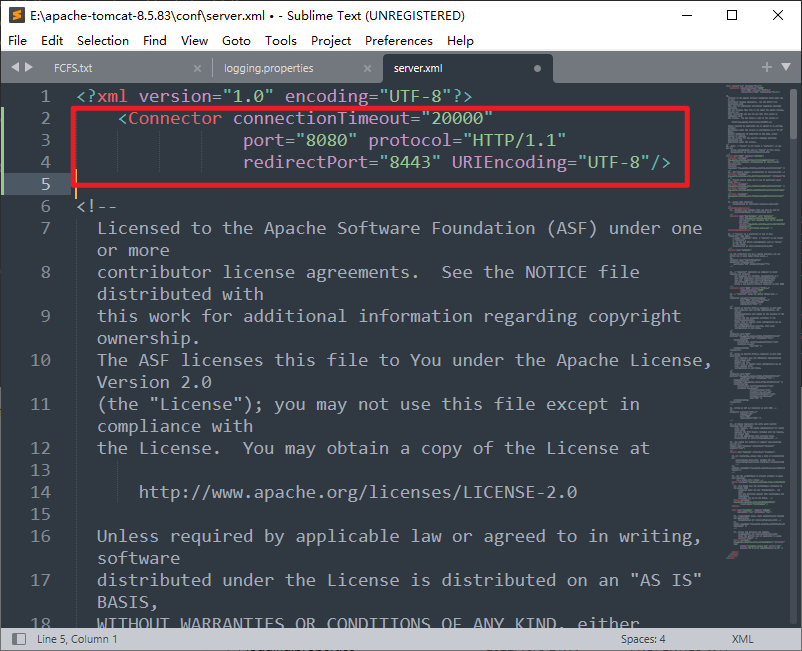 E:\apache-tomcat-8.5.83\conf\server.xml • - Sublime Text (UNREGISTERED)
File Edit Selection Find View Goto Tools Project Preferences Help
FCFS.txt × logging.properties × server.xml
1 <?xml version="1.0" encoding="UTF-8"?>
2 <Connector connectionTimeout="20000"
3 port="8080" protocol="HTTP/1.1"
4 redirectPort="8443" URIEncoding="UTF-8"/>
5
6 <!--
7 Licensed to the Apache Software Foundation (ASF) under one
or more
8 contributor license agreements.  See the NOTICE file
distributed with
9 this work for additional information regarding copyright
ownership.
10 The ASF licenses this file to You under the Apache License,
Version 2.0
11 (the "License"); you may not use this file except in
compliance with
12 the License.  You may obtain a copy of the License at
13
14 http://www.apache.org/licenses/LICENSE-2.0
15
16 Unless required by applicable law or agreed to in writing,
software
17 distributed under the License is distributed on an "AS IS"
BASIS,
18 WITHOUT WARRANTIES OR CONDITIONS OF ANY KIND, either
Line 5, Column 1 Spaces: 4 XML